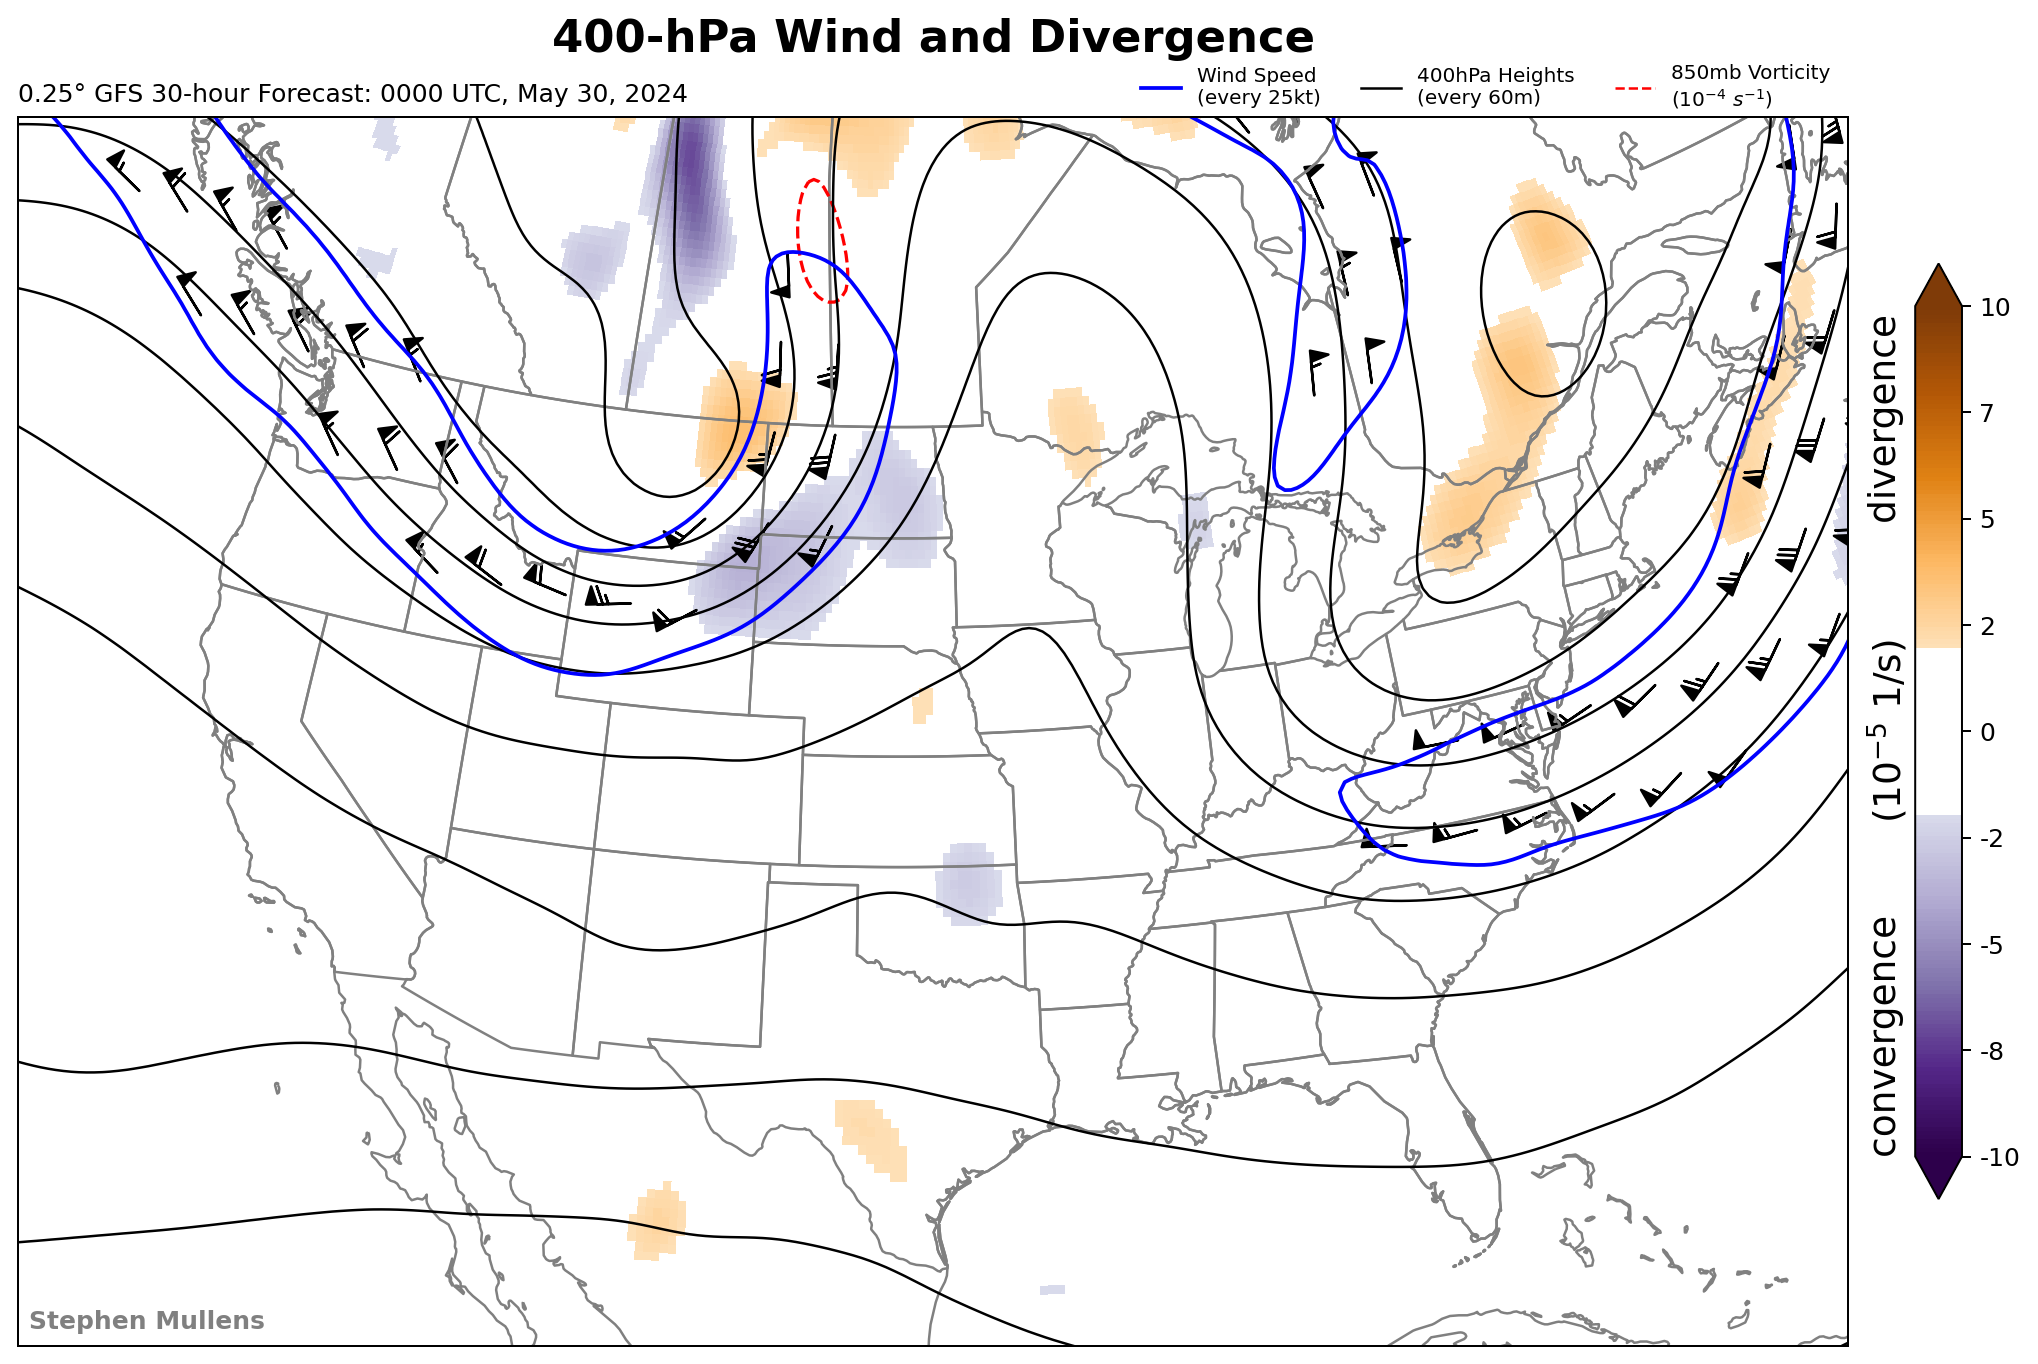 400-hPa Wind and Divergence
0.25° GFS 30-hour Forecast: 0000 UTC, May 30, 2024
Wind Speed
(every 25kt)
400hPa Heights
(every 60m)
850mb Vorticity
(10⁻⁴ s⁻¹)
10
7
5
2
0
-2
-5
-8
-10
convergence (10⁻⁵ 1/s) divergence
Stephen Mullens